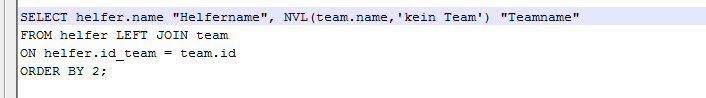 SELECT helfer.name "Helfername", NVL(team.name,'kein Team') "Teamname"
FROM helfer LEFT JOIN team
ON helfer.id_team = team.id
ORDER BY 2;